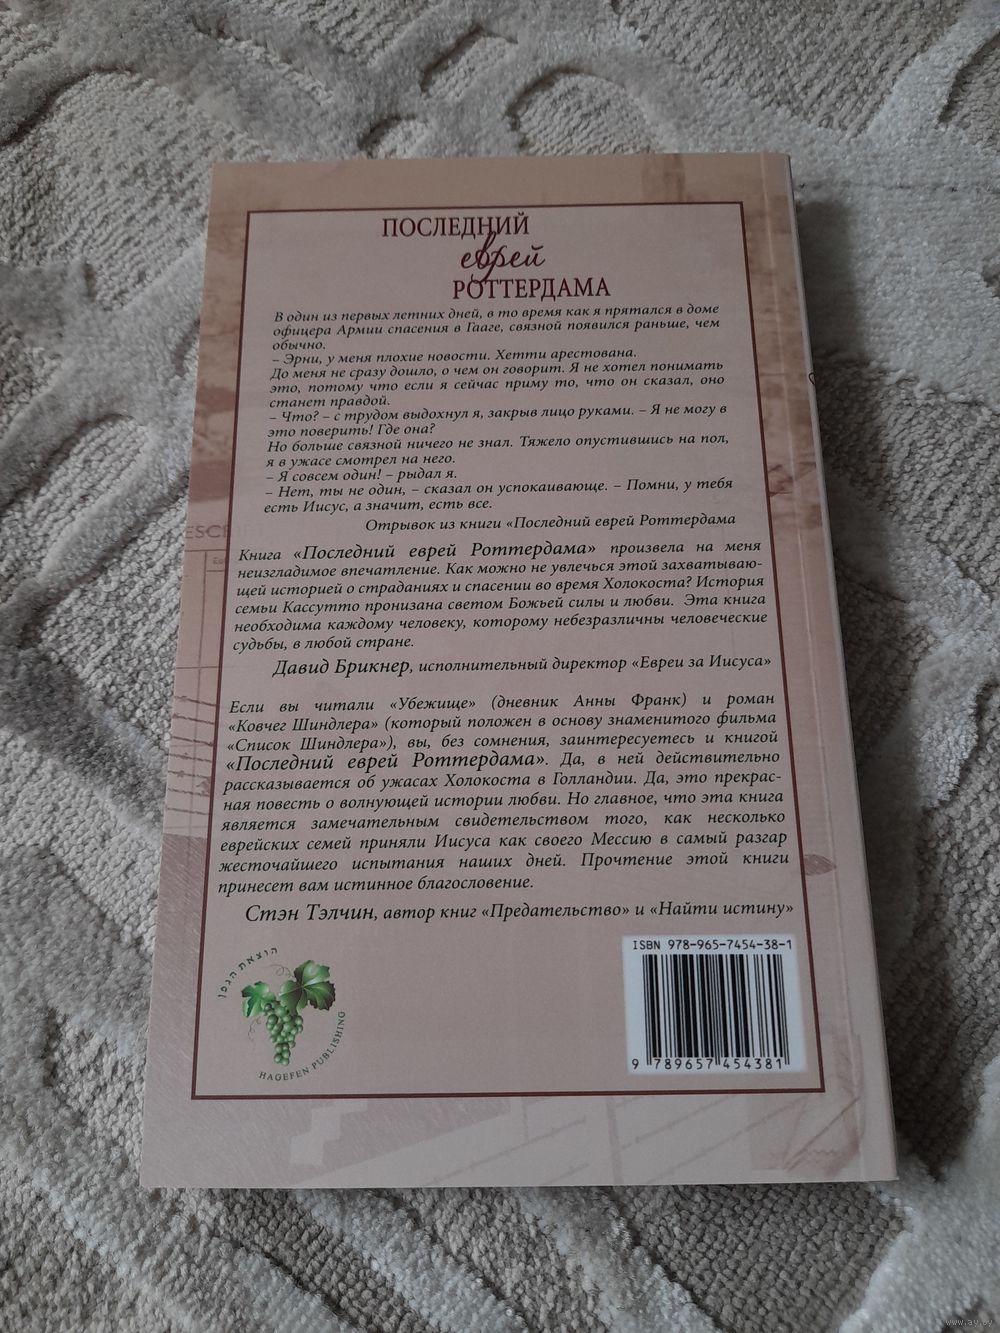 ПОСЛЕДНИЙ
еврей
РОТТЕРДАМА
В один из первых летних дней, в то время как я прятался в доме
офицера Армии спасения в Гааге, связной появился раньше, чем
обычно.
– Эрни, у меня плохие новости. Хетти арестована.
До меня не сразу дошло, о чем он говорит. Я не хотел понимать
это, потому что если я сейчас приму то, что он сказал, оно
станет правдой.
– Что? – с трудом выдохнул я, закрыв лицо руками. – Я не могу в
это поверить! Где она?
Но больше связной ничего не знал. Тяжело опустившись на пол,
я в ужасе смотрел на него.
– Я совсем один! – рыдал я.
– Нет, ты не один, – сказал он успокаивающе. – Помни, у тебя
есть Иисус, а значит, есть все.
Отрывок из книги «Последний еврей Роттердама
Книга «Последний еврей Роттердама» произвела на меня
неизгладимое впечатление. Как можно не увлечься этой захватываю-
щей историей о страданиях и спасении во время Холокоста? История
семьи Кассутто пронизана светом Божьей силы и любви. Эта книга
необходима каждому человеку, которому небезразличны человеческие
судьбы, в любой стране.
Давид Брикнер, исполнительный директор «Евреи за Иисуса»
Если вы читали «Убежище» (дневник Анны Франк) и роман
«Ковчег Шиндлера» (который положен в основу знаменитого фильма
«Список Шиндлера»), вы, без сомнения, заинтересуетесь и книгой
«Последний еврей Роттердама». Да, в ней действительно
рассказывается об ужасах Холокоста в Голландии. Да, это прекрас-
ная повесть о волнующей истории любви. Но главное, что эта книга
является замечательным свидетельством того, как несколько
еврейских семей приняли Иисуса как своего Мессию в самый разгар
жесточайшего испытания наших дней. Прочтение этой книги
принесет вам истинное благословение.
Стэн Тэлчин, автор книг «Предательство» и «Найти истину»
הוצאת הגפן
HAGEFEN PUBLISHING
ISBN 978-965-7454-38-1
9 789657 454381
www.ay.by